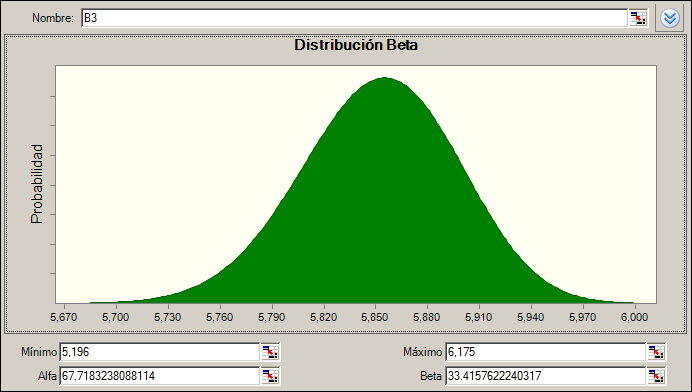 Nombre: B3
Distribución Beta
Probabilidad
5,670 5,700 5,730 5,760 5,790 5,820 5,850 5,880 5,910 5,940 5,970 6,000
Mínimo 5,196 Máximo 6,175
Alfa 67.7183238088114 Beta 33.4157622240317